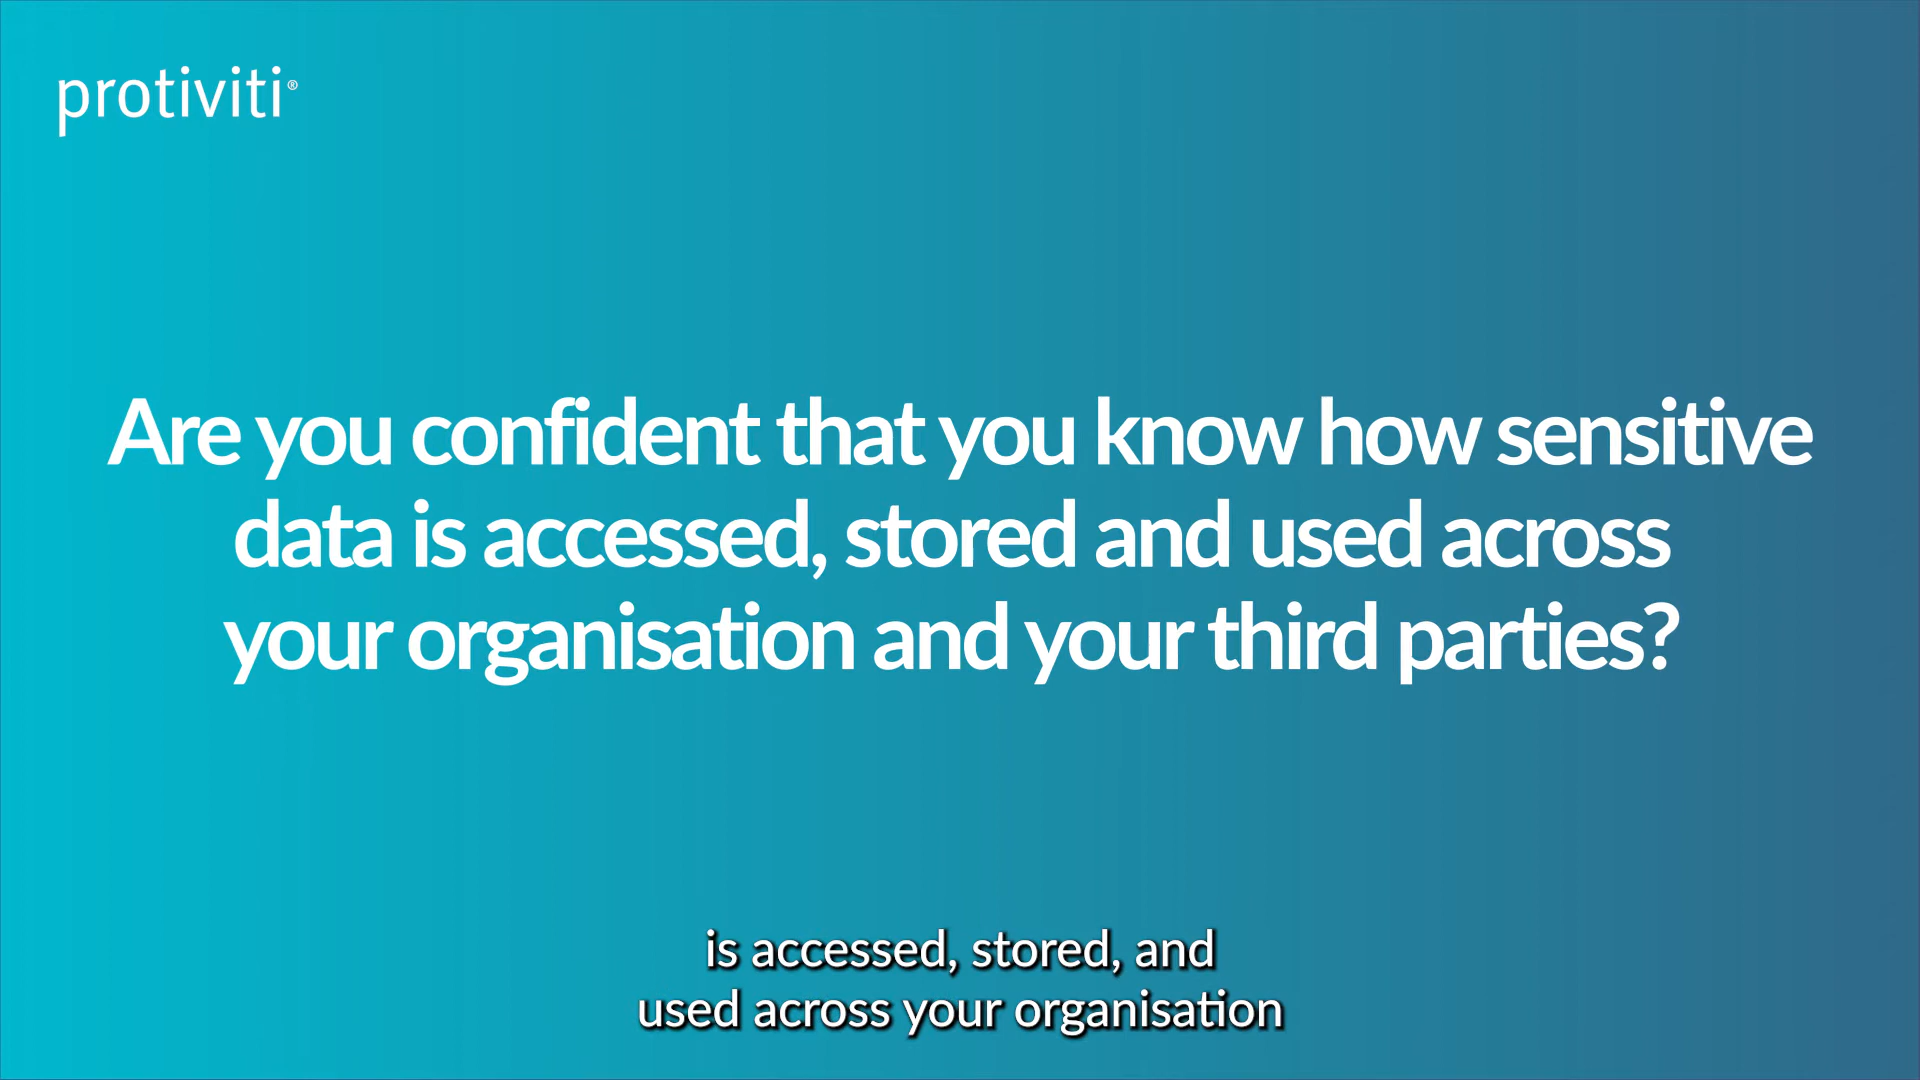 protiviti®
Are you confident that you know how sensitive
data is accessed, stored and used across
your organisation and your third parties?
is accessed, stored, and
used across your organisation